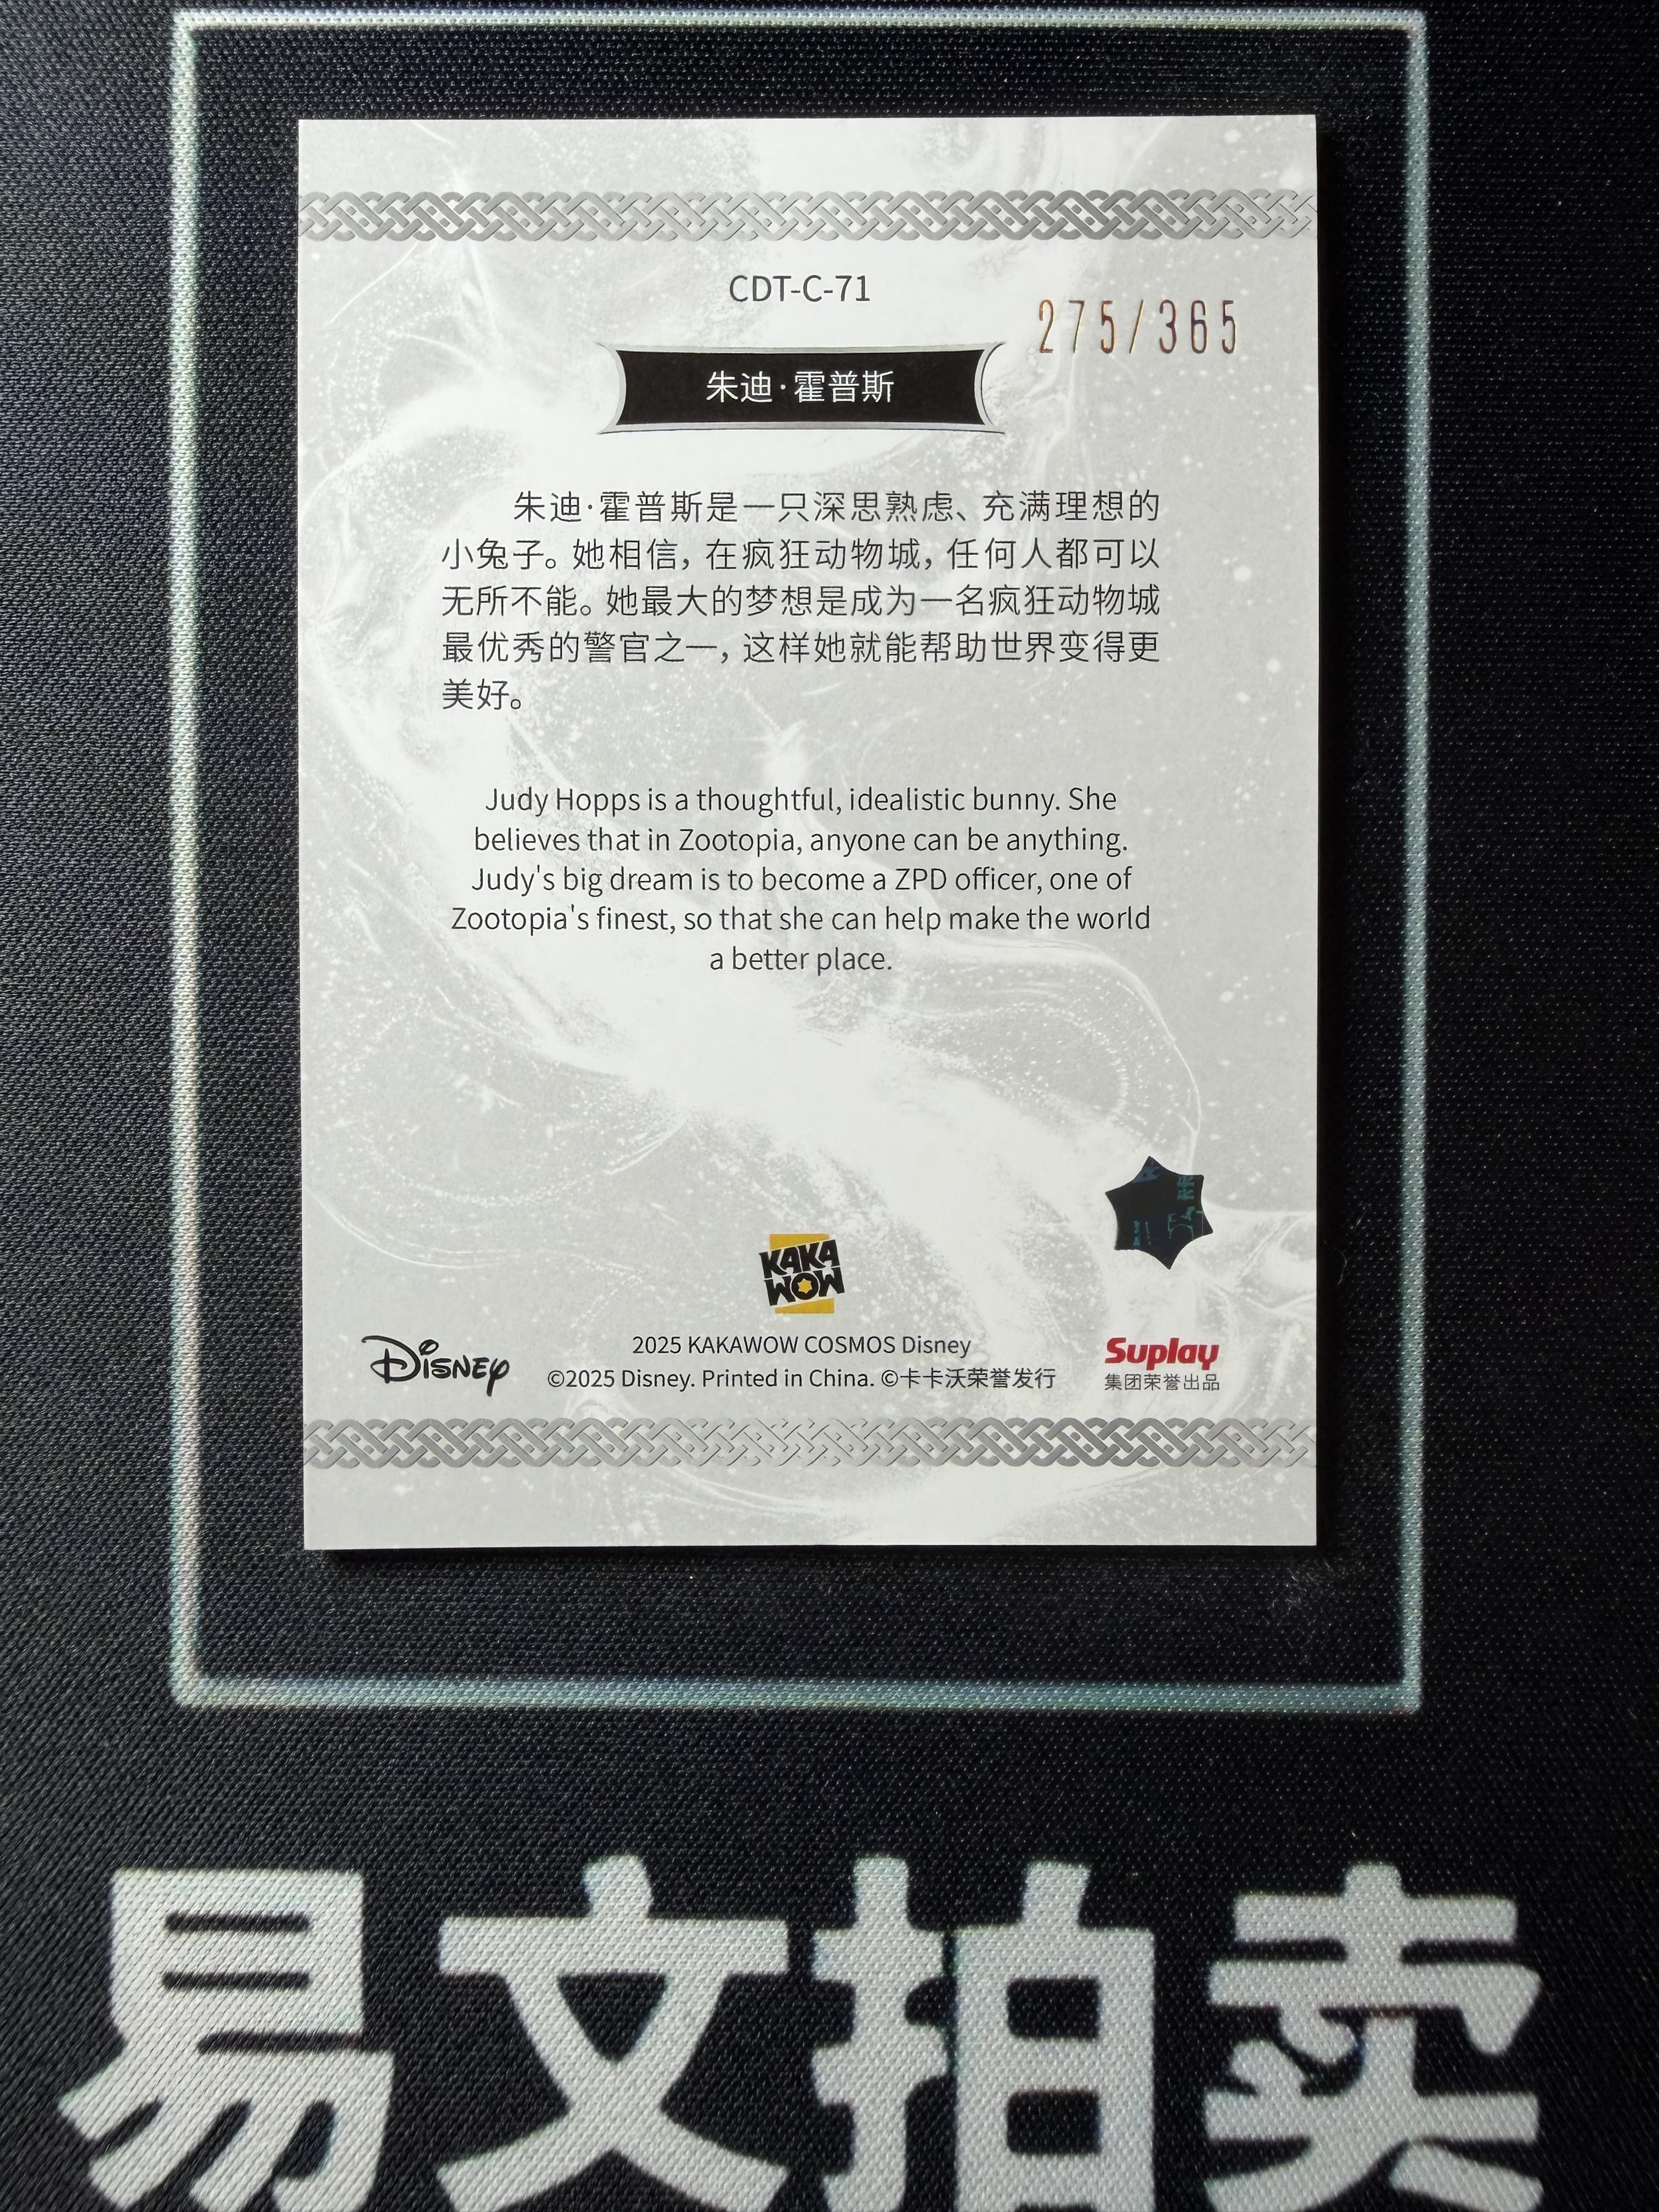 CDT-C-71
275/365
朱迪·霍普斯
朱迪·霍普斯是一只深思熟虑、充满理想的
小兔子。她相信，在疯狂动物城，任何人都可以
无所不能。她最大的梦想是成为一名疯狂动物城
最优秀的警官之一，这样她就能帮助世界变得更
美好。
Judy Hopps is a thoughtful, idealistic bunny. She
believes that in Zootopia, anyone can be anything.
Judy's big dream is to become a ZPD officer, one of
Zootopia's finest, so that she can help make the world
a better place.
KAKA
WOW
Disney
2025 KAKAWOW COSMOS Disney
©2025 Disney. Printed in China. ©卡卡沃荣誉发行
Suplay
集团荣誉出品
易文拍卖